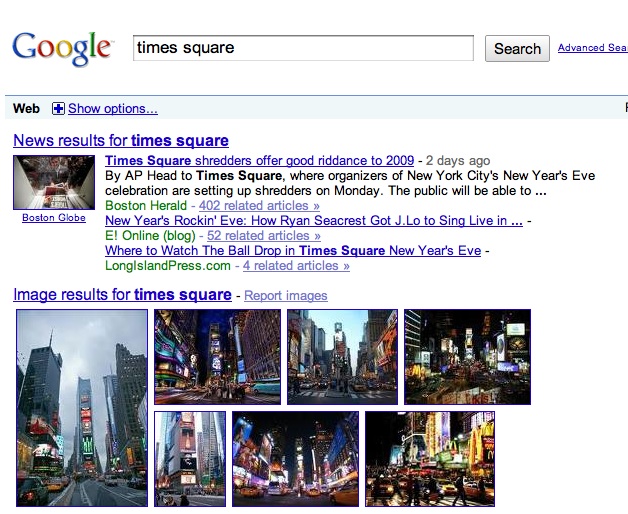 Google™ times square Search Advanced Sea
Web Show options...
News results for times square
Times Square shredders offer good riddance to 2009 - 2 days ago
By AP Head to Times Square, where organizers of New York City's New Year's Eve
celebration are setting up shredders on Monday. The public will be able to ...
Boston Herald - 402 related articles »
Boston Globe
New Year's Rockin' Eve: How Ryan Seacrest Got J.Lo to Sing Live in ... -
E! Online (blog) - 52 related articles »
Where to Watch The Ball Drop in Times Square New Year's Eve -
LongIslandPress.com - 4 related articles »
Image results for times square - Report images